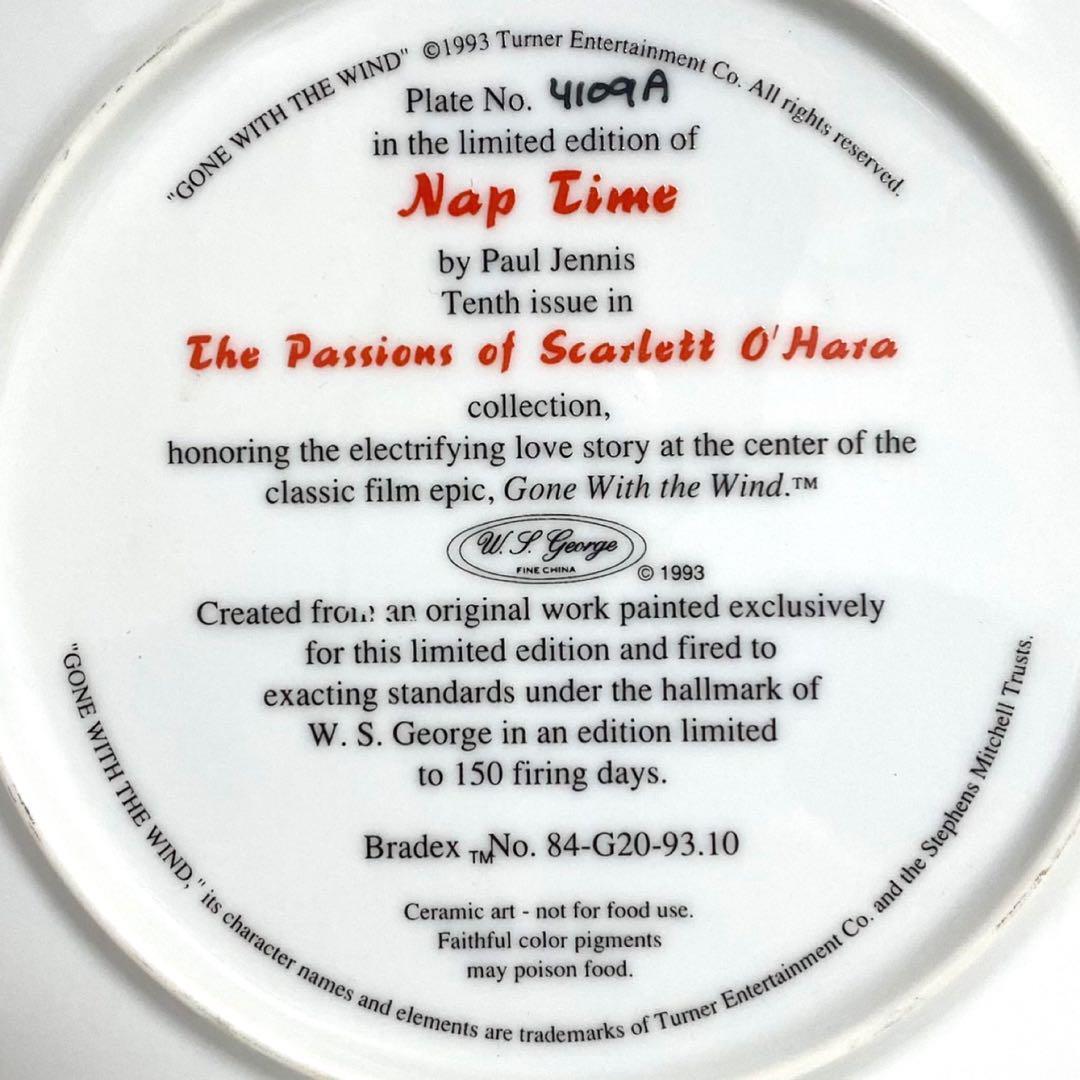 "GONE WITH THE WIND" ©1993 Turner Entertainment Co. All rights reserved.
Plate No. 4109A
in the limited edition of
Nap Time
by Paul Jennis
Tenth issue in
The Passions of Scarlett O'Hara
collection,
honoring the electrifying love story at the center of the
classic film epic, Gone With the Wind.™
W. S. George
FINE CHINA
© 1993
Created from an original work painted exclusively
for this limited edition and fired to
exacting standards under the hallmark of
W. S. George in an edition limited
to 150 firing days.
Bradex ™No. 84-G20-93.10
Ceramic art - not for food use.
Faithful color pigments
may poison food.
"GONE WITH THE WIND," its character names and elements are trademarks of Turner Entertainment Co. and the Stephens Mitchell Trusts.